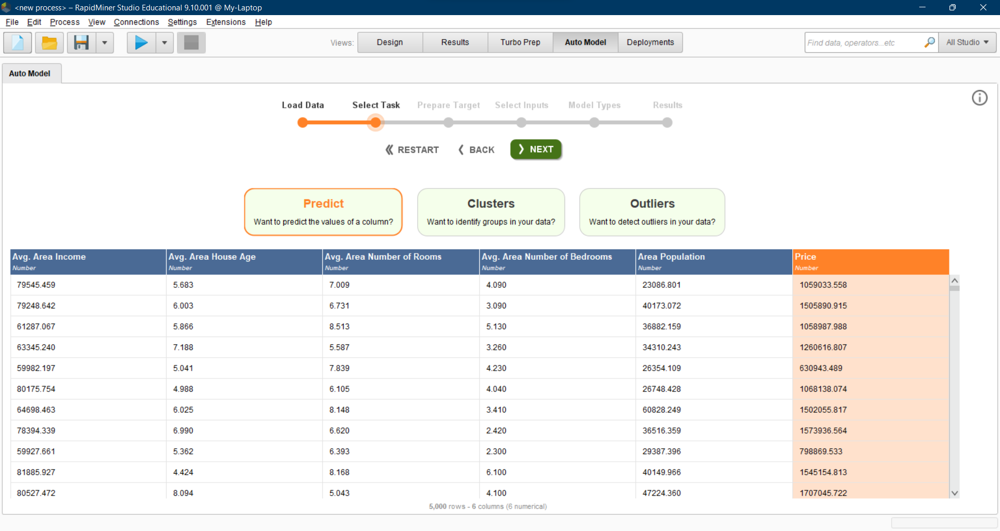 <new process> – RapidMiner Studio Educational 9.10.001 @ My-Laptop
File Edit Process View Connections Settings Extensions Help
Views: Design Results Turbo Prep Auto Model Deployments Find data, operators...etc All Studio
Auto Model
Load Data Select Task Prepare Target Select Inputs Model Types Results
RESTART BACK NEXT
Predict Clusters Outliers
Want to predict the values of a column? Want to identify groups in your data? Want to detect outliers in your data?
Avg. Area Income Avg. Area House Age Avg. Area Number of Rooms Avg. Area Number of Bedrooms Area Population Price
Number Number Number Number Number Number
79545.459 5.683 7.009 4.090 23086.801 1059033.558
79248.642 6.003 6.731 3.090 40173.072 1505890.915
61287.067 5.866 8.513 5.130 36882.159 1058987.988
63345.240 7.188 5.587 3.260 34310.243 1260616.807
59982.197 5.041 7.839 4.230 26354.109 630943.489
80175.754 4.988 6.105 4.040 26748.428 1068138.074
64698.463 6.025 8.148 3.410 60828.249 1502055.817
78394.339 6.990 6.620 2.420 36516.359 1573936.564
59927.661 5.362 6.393 2.300 29387.396 798869.533
81885.927 4.424 8.168 6.100 40149.966 1545154.813
80527.472 8.094 5.043 4.100 47224.360 1707045.722
5,000 rows - 6 columns (6 numerical)